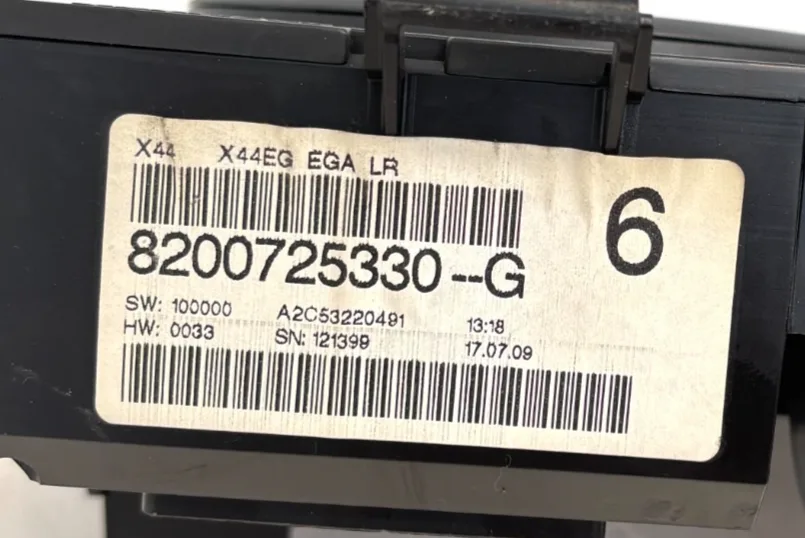 X44 X44EG EGA LR
6
8200725330--G
SW: 100000 A2C53220491 13:18
HW: 0033 SN: 121399 17.07.09